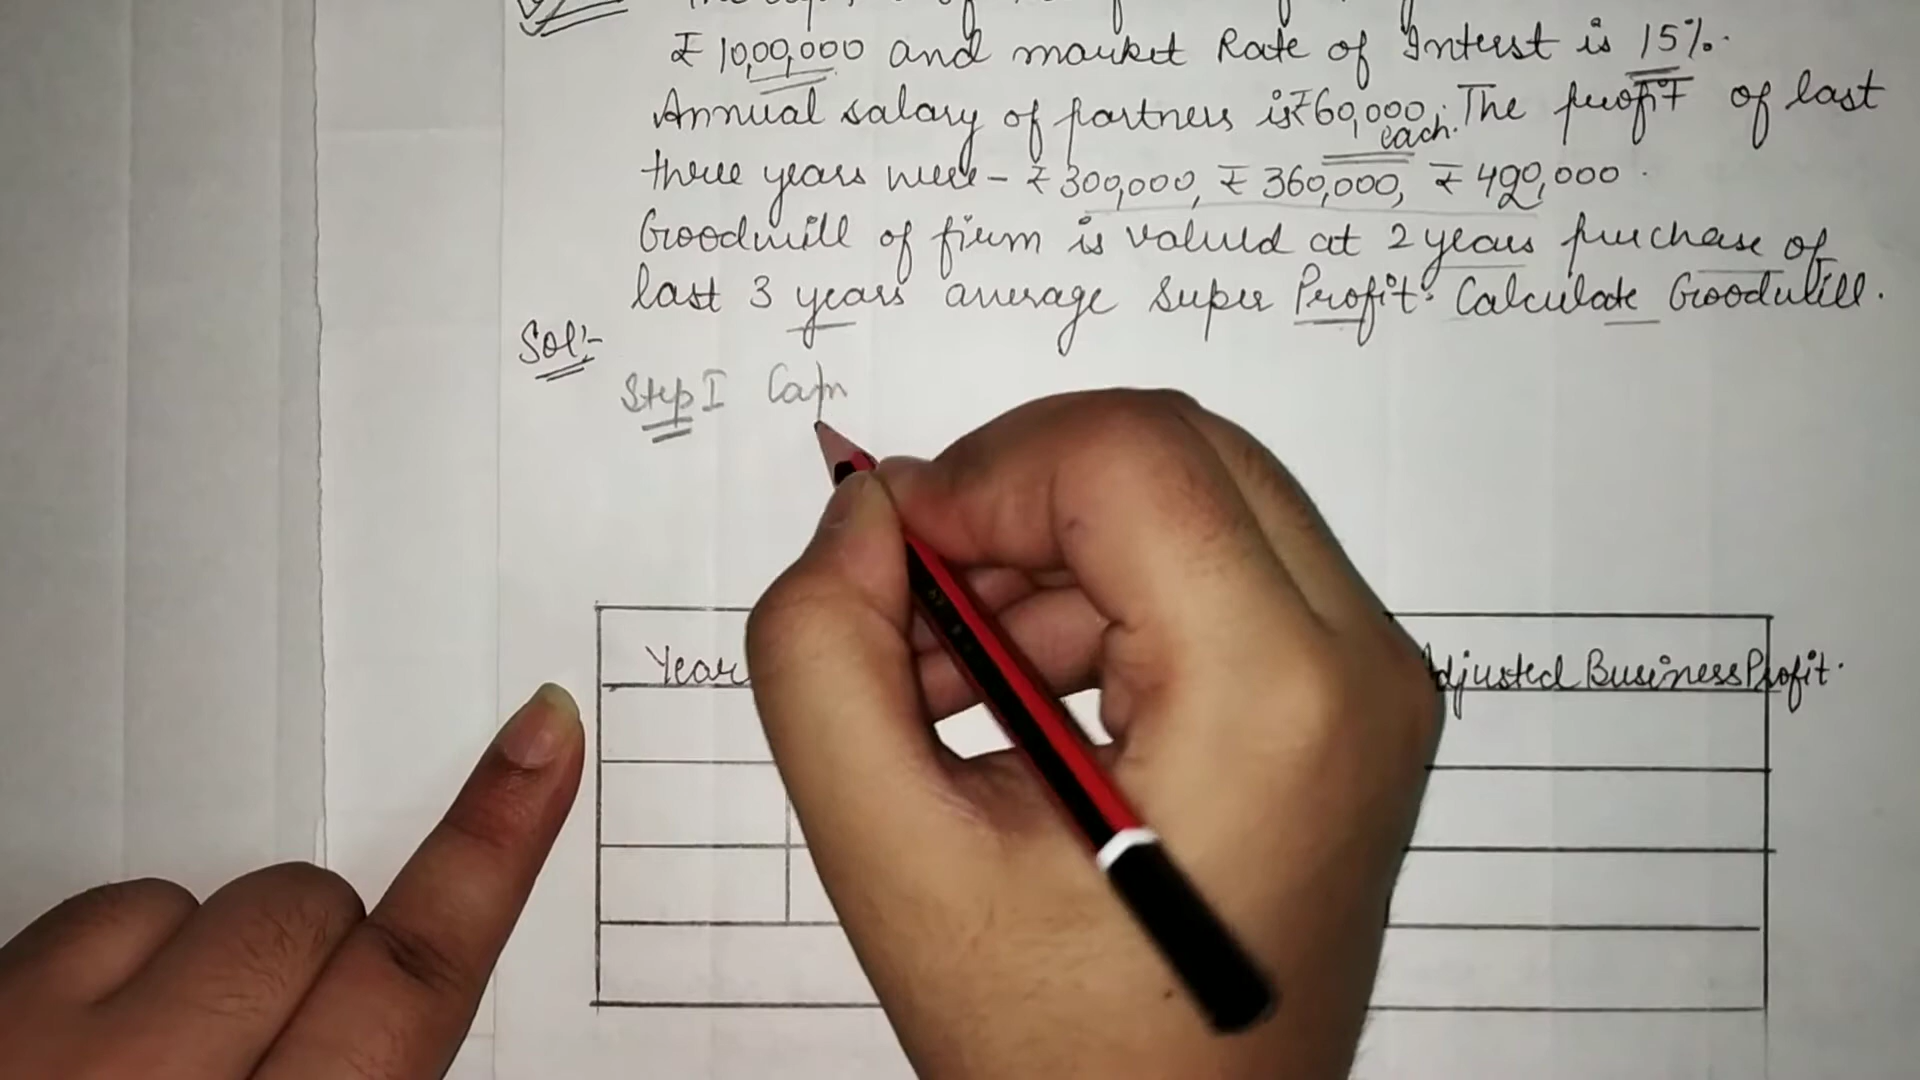 ₹ 10,00,000 and market Rate of Interst is 15%.
Annual salary of partners is ₹60,000 each. The profit of last
three years were - ₹ 300,000, ₹ 360,000, ₹ 420,000.
Goodwill of firm is valued at 2 years purchase of
last 3 years average Super Profit. Calculate Goodwill.
Sol:-
Step I
Year
Adjusted Business Profit.